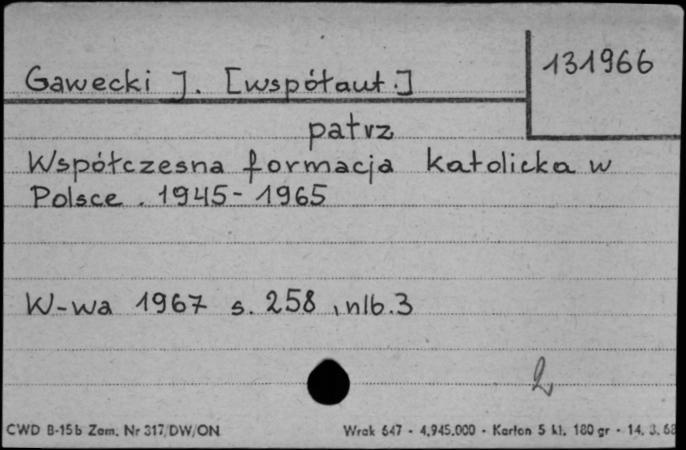 131966
Gawecki J. [współaut.]
patrz
Współczesna formacja katolicka w
Polsce. 1945-1965
W-wa 1967 s. 258, nlb. 3
2
CWD B-15b Zam. Nr 317/DW/ON Wrak 647 - 4.945.000 - Karton 5 kl. 180 gr - 14. 3. 68